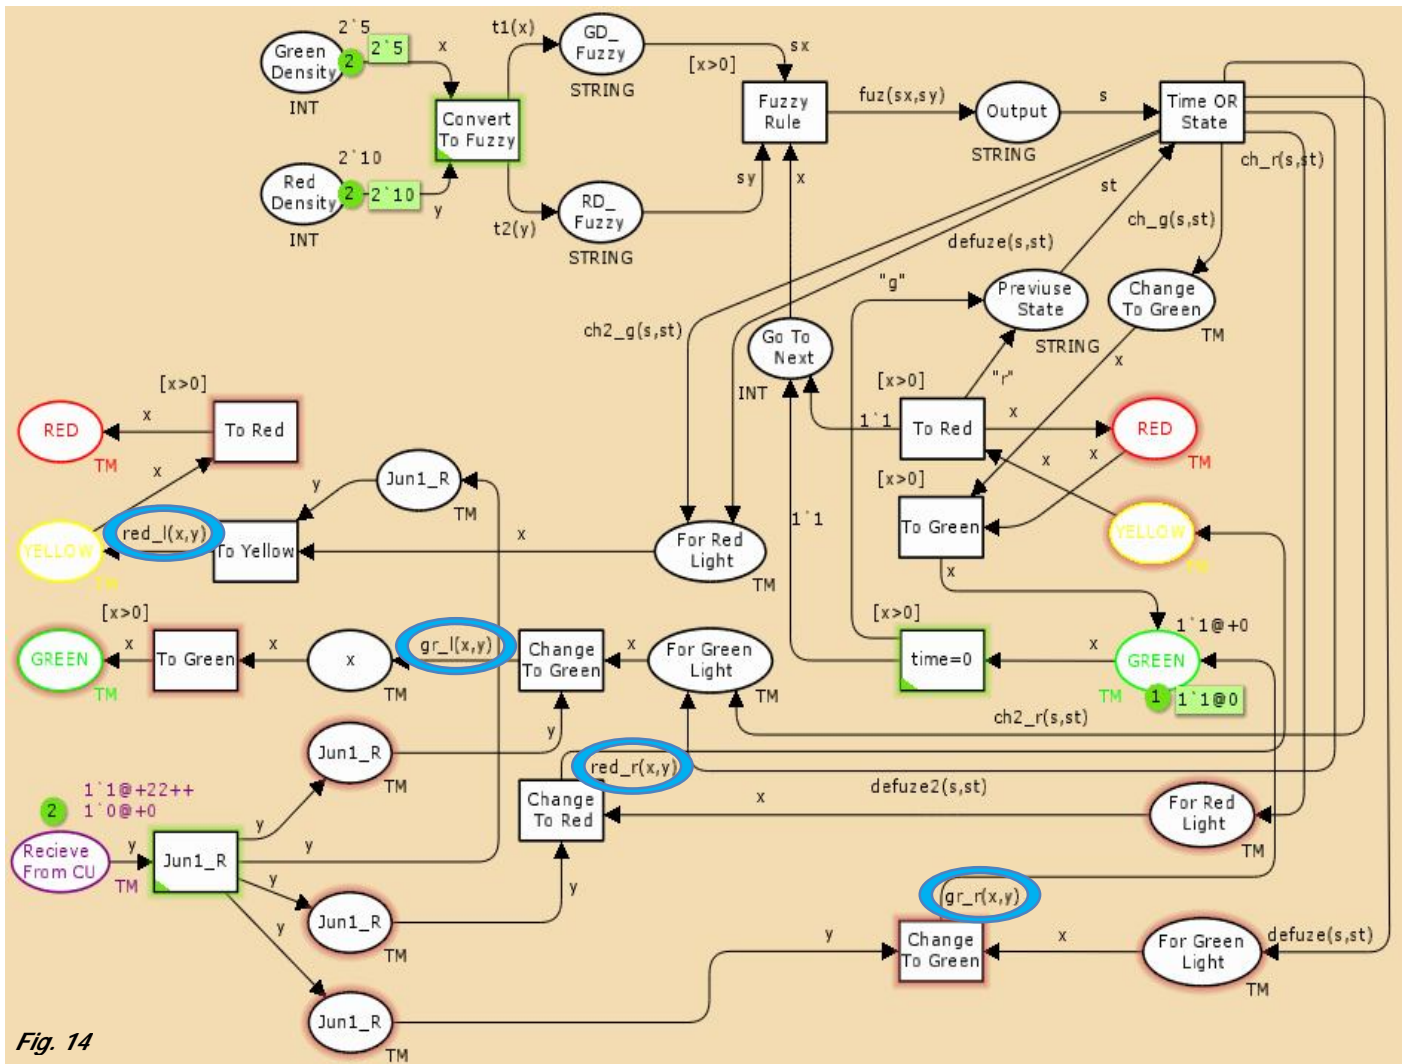 2`5
Green
Density
2
2`5
INT
x
t1(x)
GD_
Fuzzy
STRING
sx
[x>0]
Convert
To Fuzzy
Fuzzy
Rule
fuz(sx,sy)
Output
STRING
s
Time OR
State
ch_r(s,st)
2`10
Red
Density
2
2`10
INT
y
t2(y)
RD_
Fuzzy
STRING
sy
x
st
ch_g(s,st)
defuze(s,st)
"g"
Previuse
State
STRING
Change
To Green
TM
x
ch2_g(s,st)
Go To
Next
INT
[x>0]
"r"
[x>0]
RED
TM
x
To Red
1`1
To Red
x
RED
TM
x
x
x
[x>0]
To Green
Jun1_R
TM
y
YELLOW
TM
red_l(x,y)
To Yellow
x
For Red
Light
TM
1`1
YELLOW
TM
x
[x>0]
[x>0]
GREEN
TM
x
To Green
x
x
TM
gr_l(x,y)
Change
To Green
x
For Green
Light
TM
time=0
x
1`1@+0
GREEN
TM
1
1`1@0
ch2_r(s,st)
y
Jun1_R
TM
red_r(x,y)
defuze2(s,st)
Change
To Red
x
For Red
Light
TM
1`1@+22++
1`0@+0
2
Recieve
From CU
TM
y
Jun1_R
y
y
y
y
Jun1_R
TM
y
gr_r(x,y)
y
Change
To Green
x
For Green
Light
TM
defuze(s,st)
Jun1_R
TM
Fig. 14